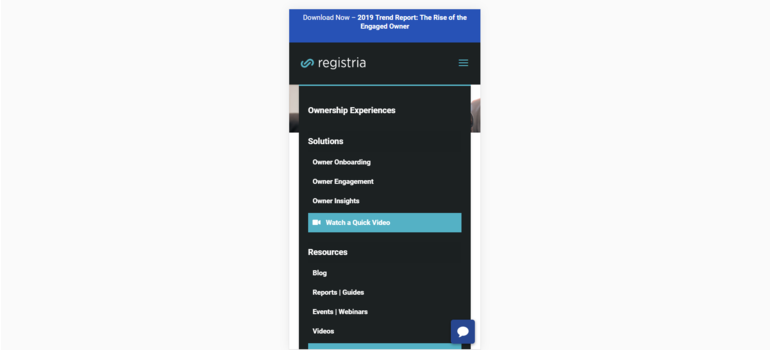 Download Now – 2019 Trend Report: The Rise of the
Engaged Owner
registria
Ownership Experiences
Solutions
Owner Onboarding
Owner Engagement
Owner Insights
Watch a Quick Video
Resources
Blog
Reports | Guides
Events | Webinars
Videos